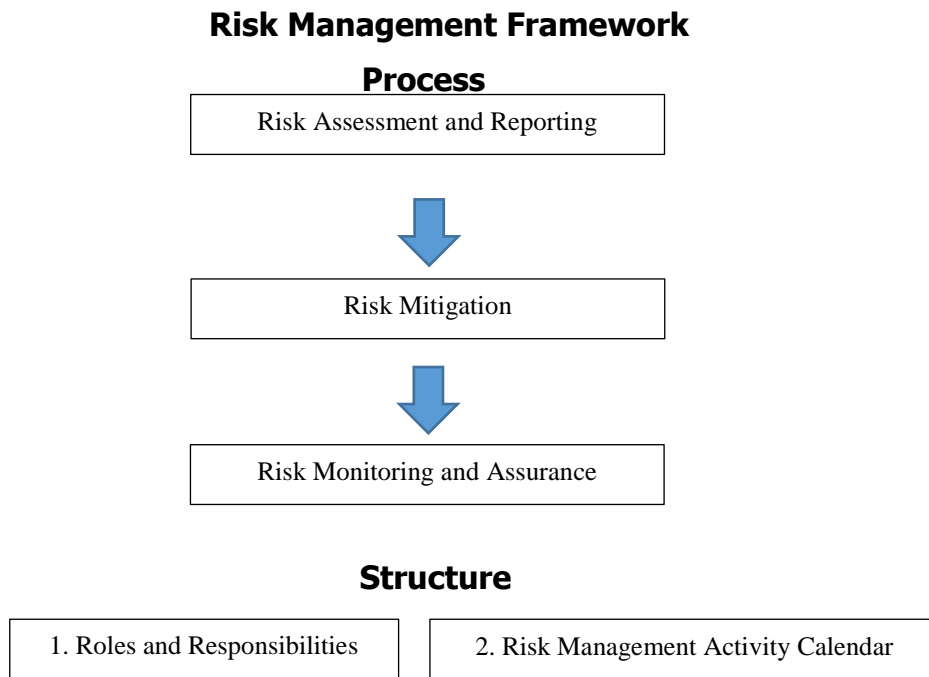 Risk Management Framework
Process
Risk Assessment and Reporting
Risk Mitigation
Risk Monitoring and Assurance
Structure
1. Roles and Responsibilities
2. Risk Management Activity Calendar